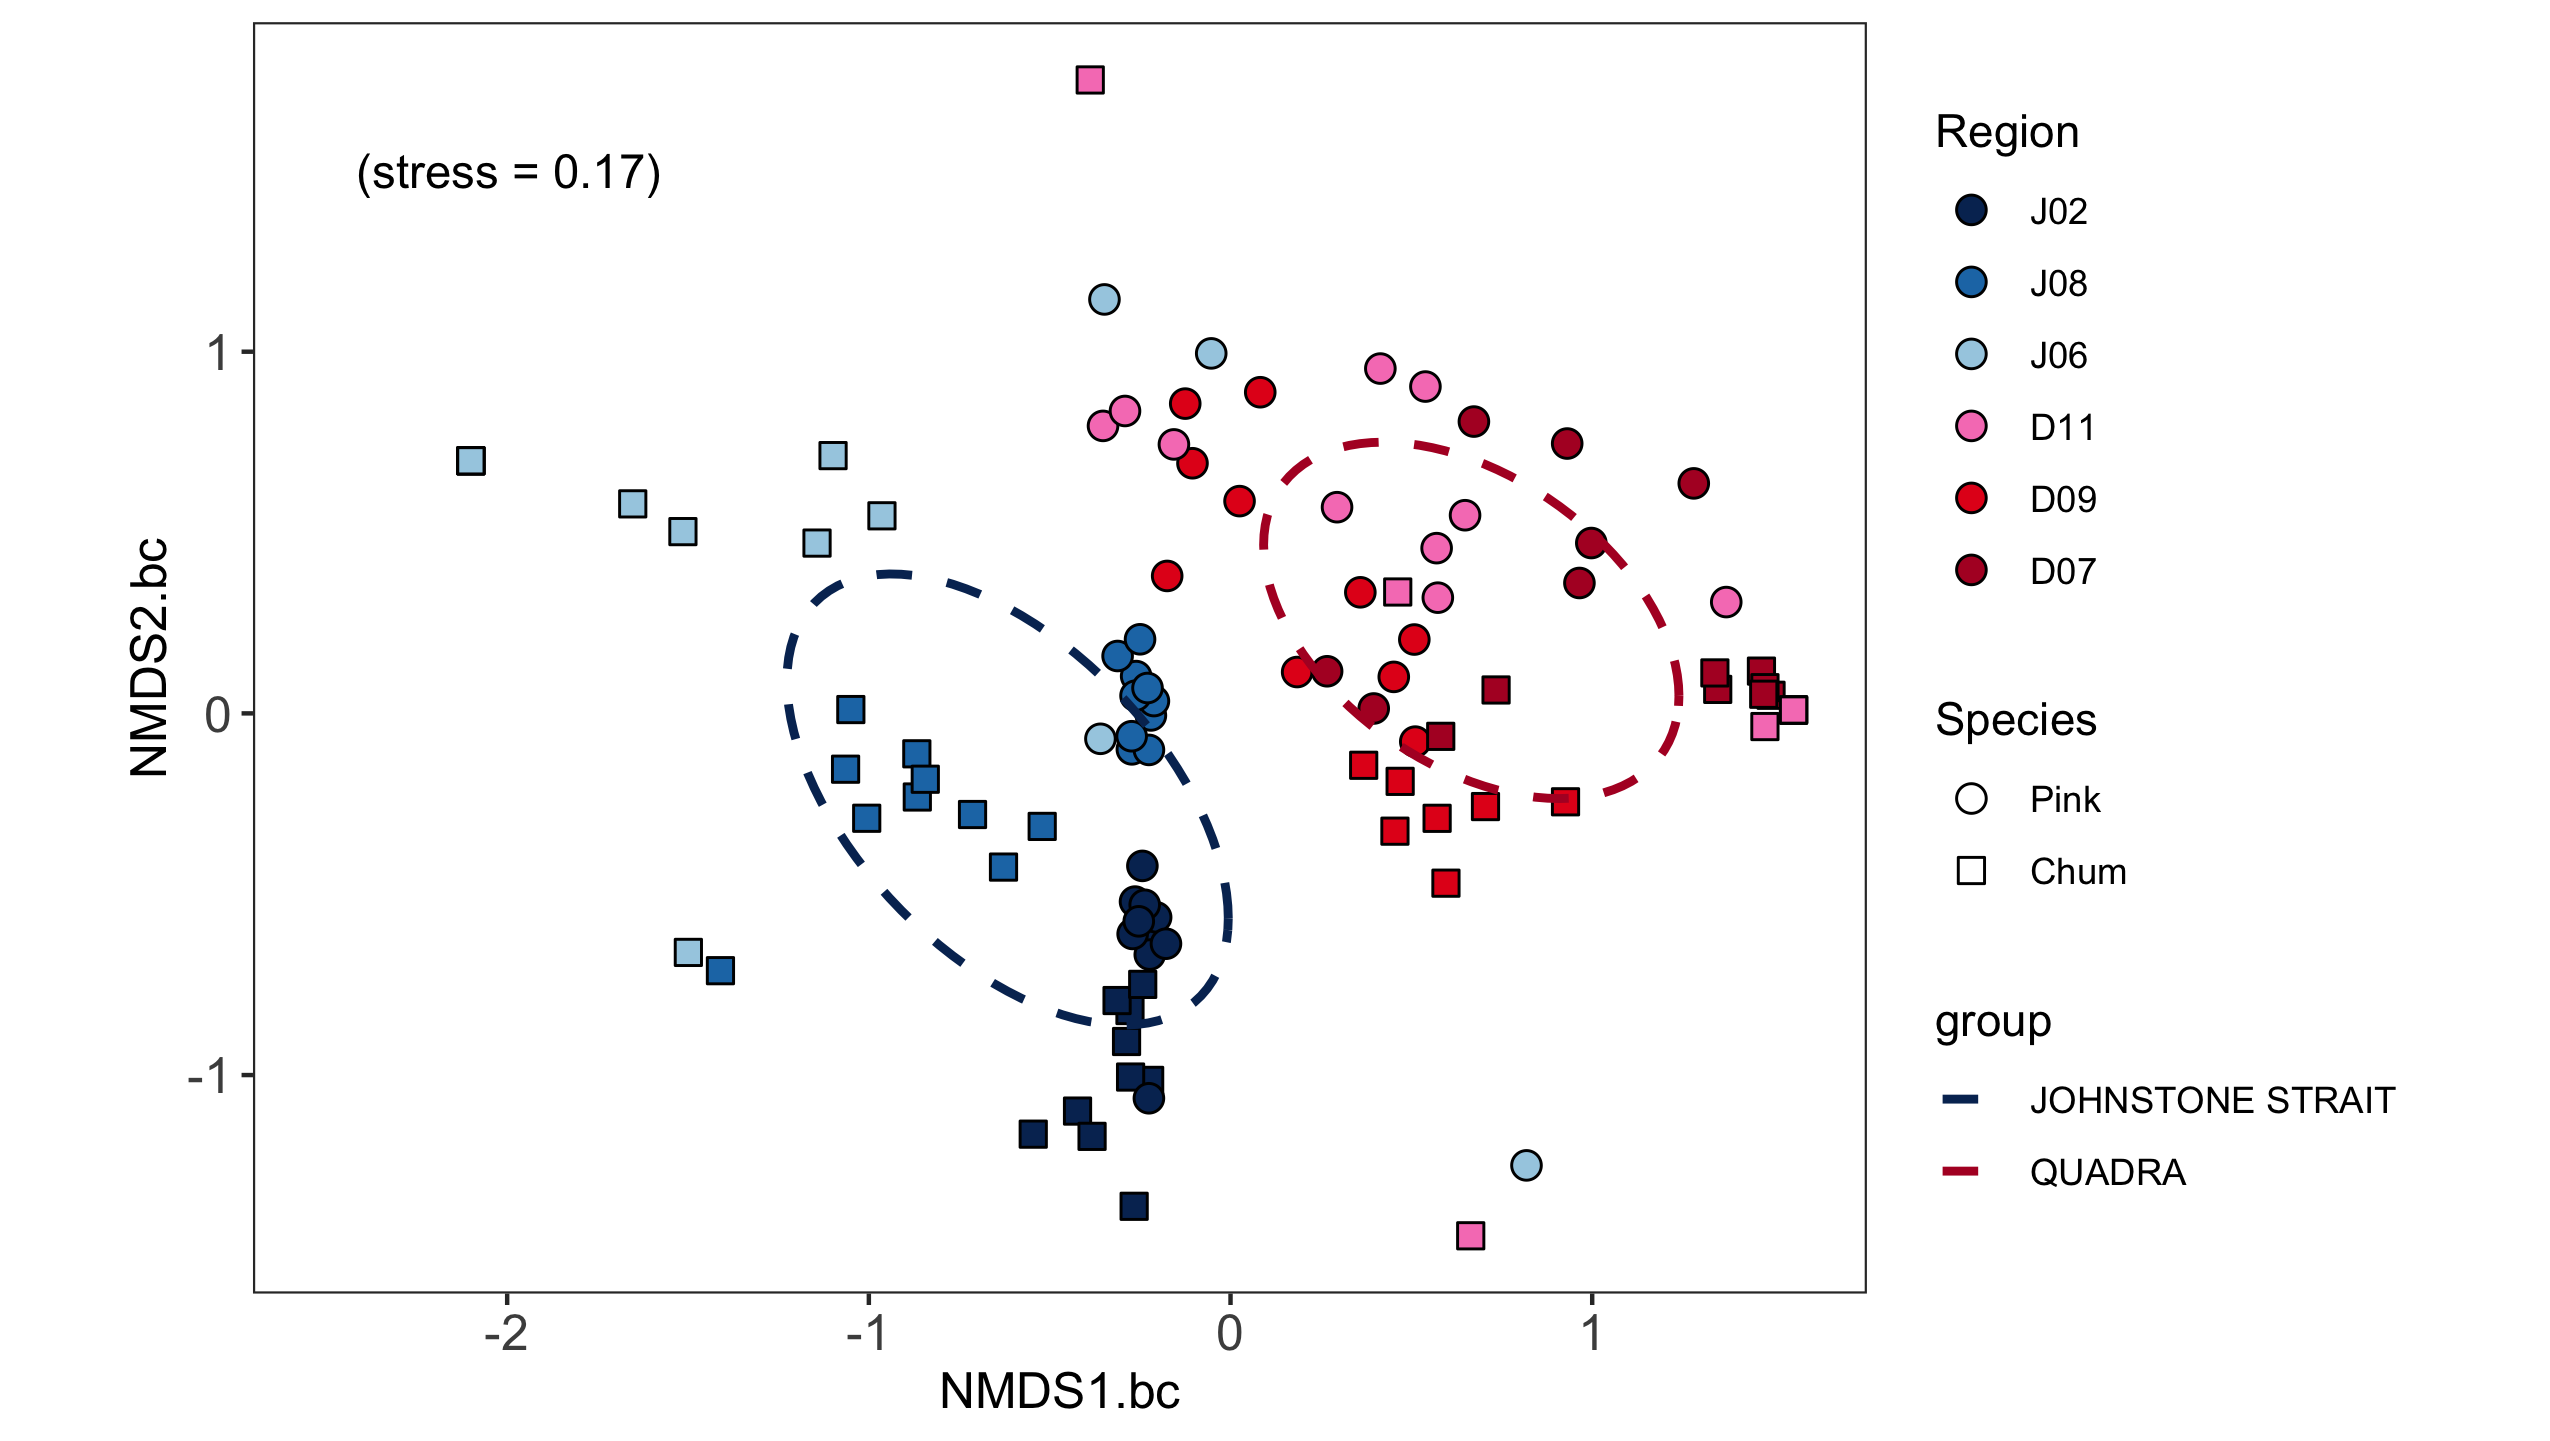 (stress = 0.17)
1
0
-1
-2
-1
0
1
NMDS2.bc
NMDS1.bc
Region
J02
J08
J06
D11
D09
D07
Species
Pink
Chum
group
JOHNSTONE STRAIT
QUADRA